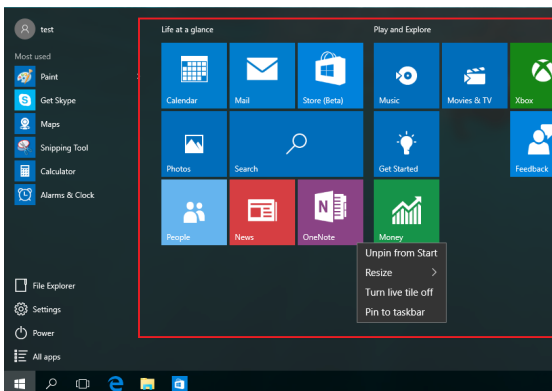 test
Most used
Paint
Get Skype
Maps
Snipping Tool
Calculator
Alarms & Clock
File Explorer
Settings
Power
All apps
Life at a glance
Calendar
Mail
Store (Beta)
Photos
Search
People
News
OneNote
Play and Explore
Music
Movies & TV
Xbox
Get Started
Feedback
Money
Unpin from Start
Resize
Turn live tile off
Pin to taskbar